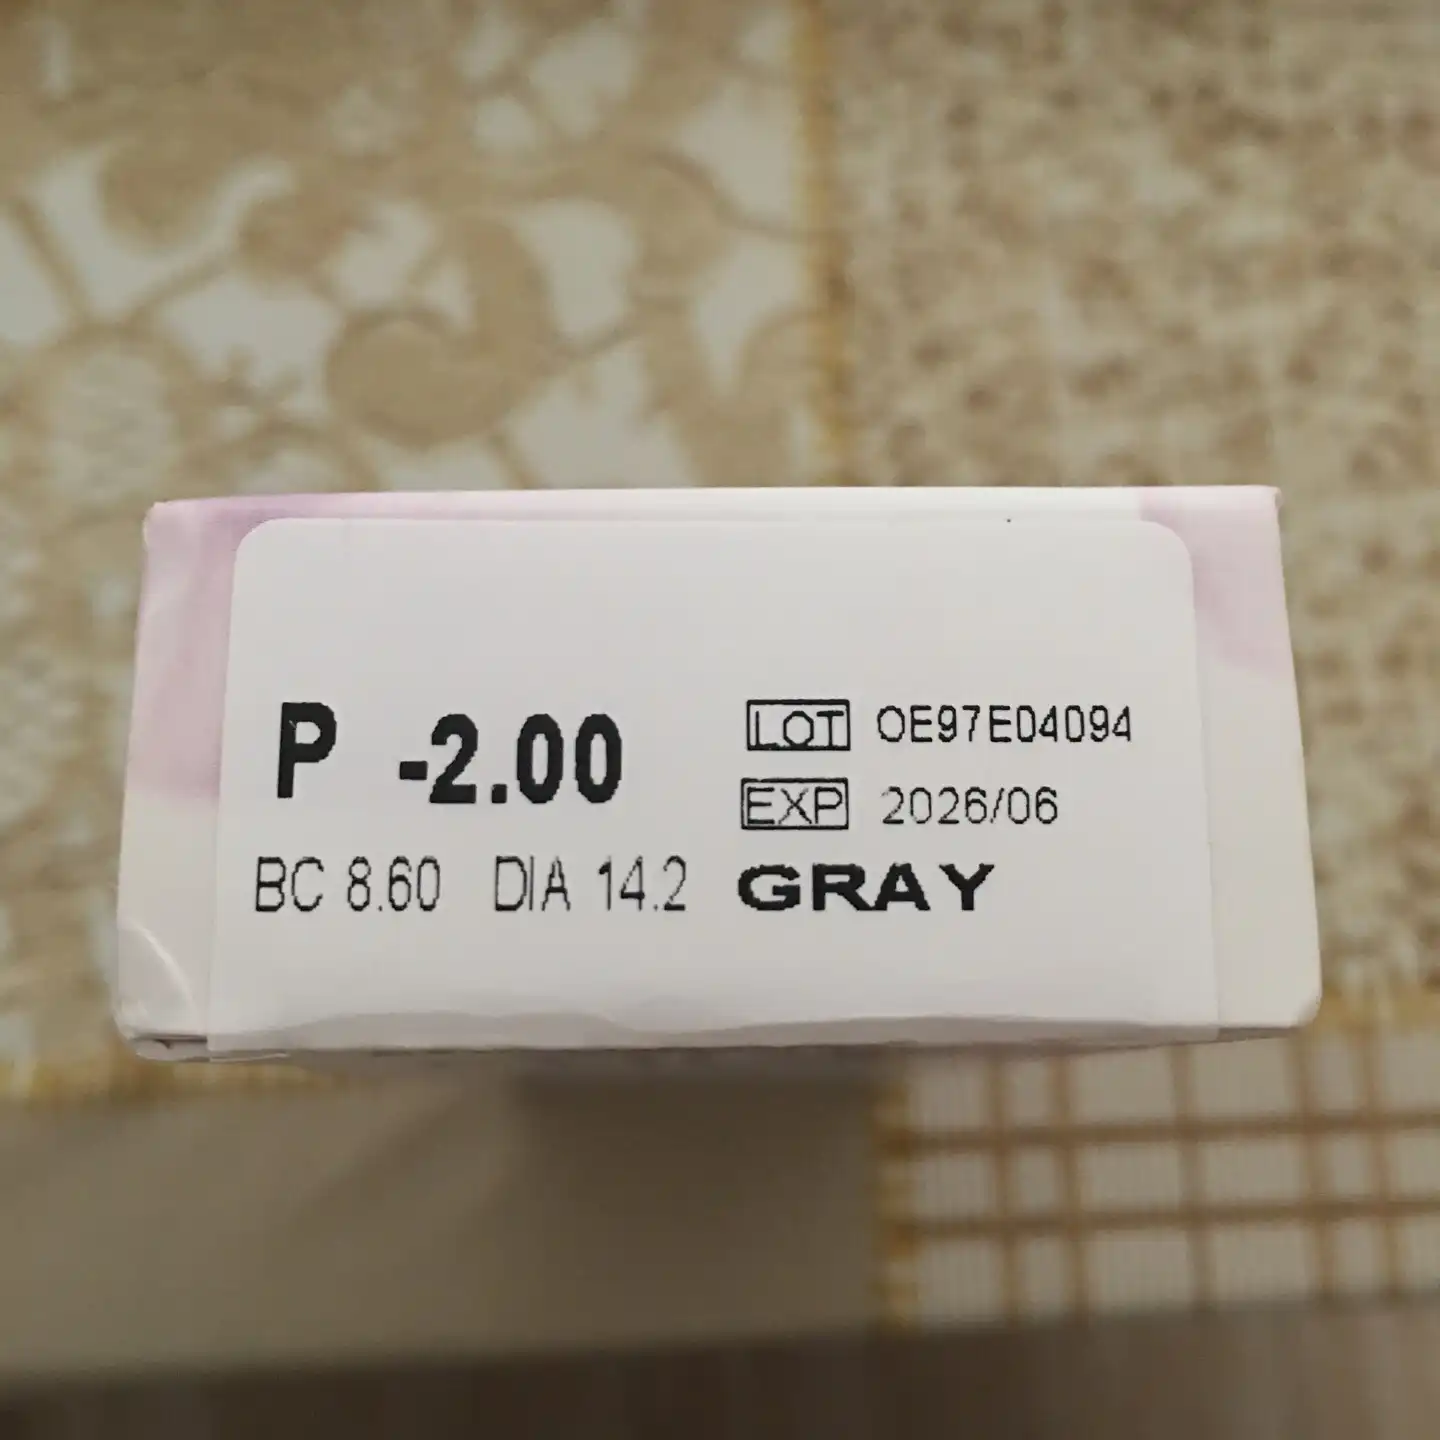 P -2.00
LOT OE97E04094
EXP 2026/06
BC 8.60 DIA 14.2 GRAY